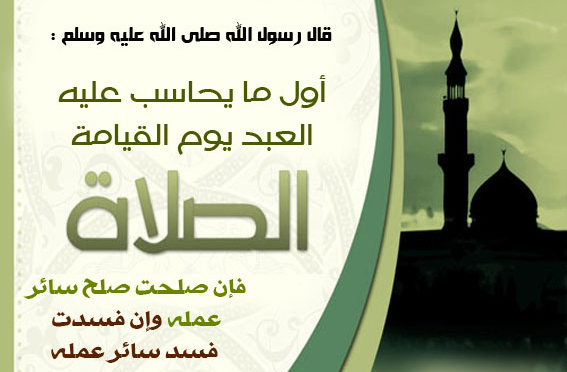 قال رسول الله صلى الله عليه وسلم :
أول ما يحاسب عليه
العبد يوم القيامة
الصلاة
فإن صلحت صلح سائر
عمله وإن فسدت
فسد سائر عمله